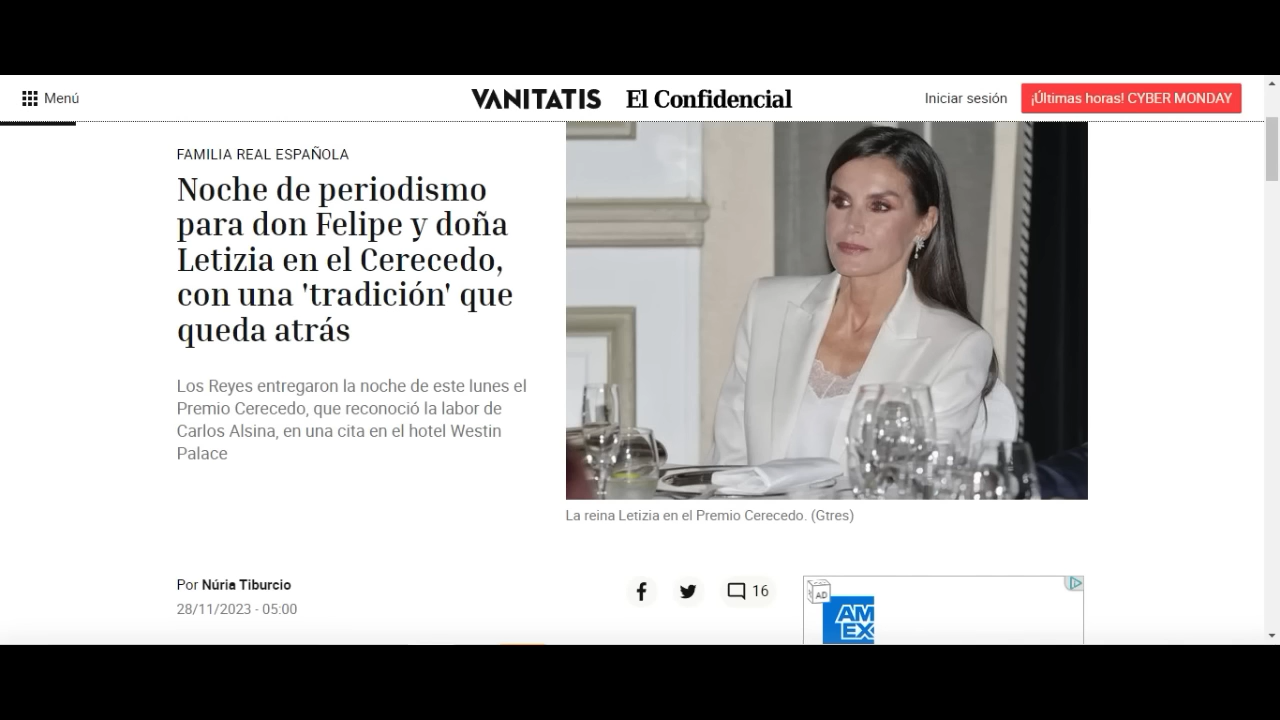 Menú
VANITATIS El Confidencial
Iniciar sesión
¡Últimas horas! CYBER MONDAY
FAMILIA REAL ESPAÑOLA
Noche de periodismo
para don Felipe y doña
Letizia en el Cerecedo,
con una 'tradición' que
queda atrás
Los Reyes entregaron la noche de este lunes el
Premio Cerecedo, que reconoció la labor de
Carlos Alsina, en una cita en el hotel Westin
Palace
La reina Letizia en el Premio Cerecedo. (Gtres)
Por Núria Tiburcio
28/11/2023 - 05:00
16
AD
AM
EX